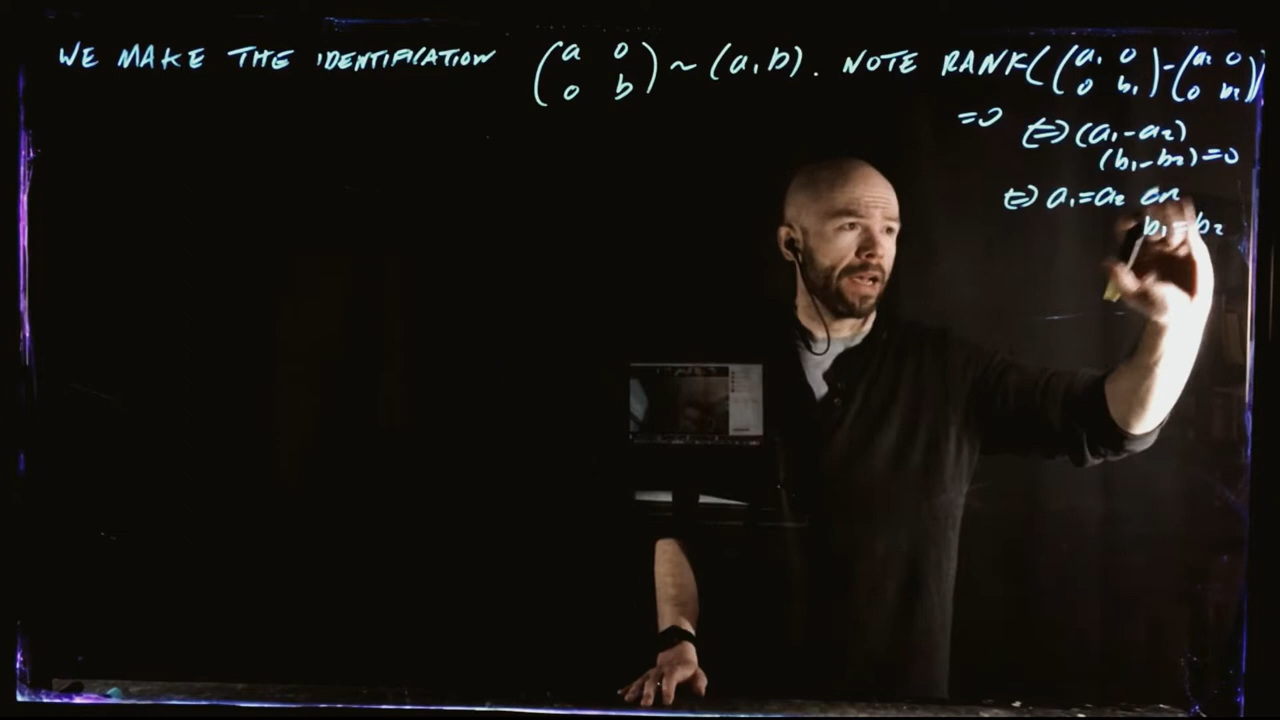 WE MAKE THE IDENTIFICATION (a 0 / 0 b) ~ (a, b). NOTE RANK((a₁ 0 / 0 b₁) - (a₂ 0 / 0 b₂))
=0 ⇔ (a₁-a₂)
(b₁-b₂)=0
⇔ a₁=a₂ or
b₁=b₂